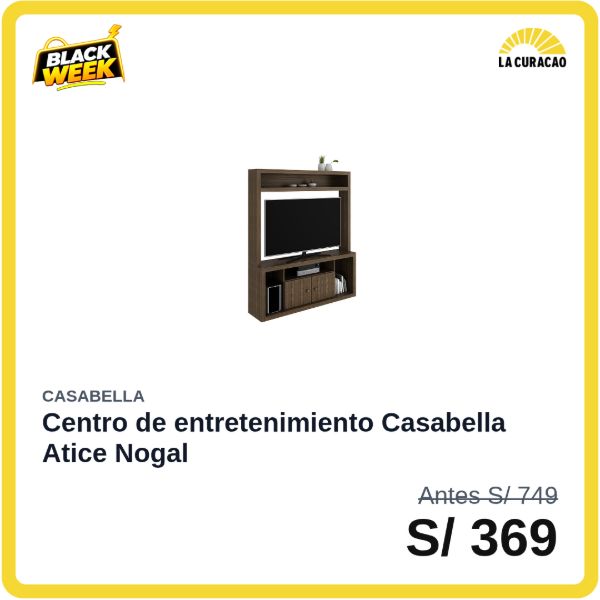 BLACK
WEEK
LA CURACAO
CASABELLA
Centro de entretenimiento Casabella
Atice Nogal
Antes S/ 749
S/ 369